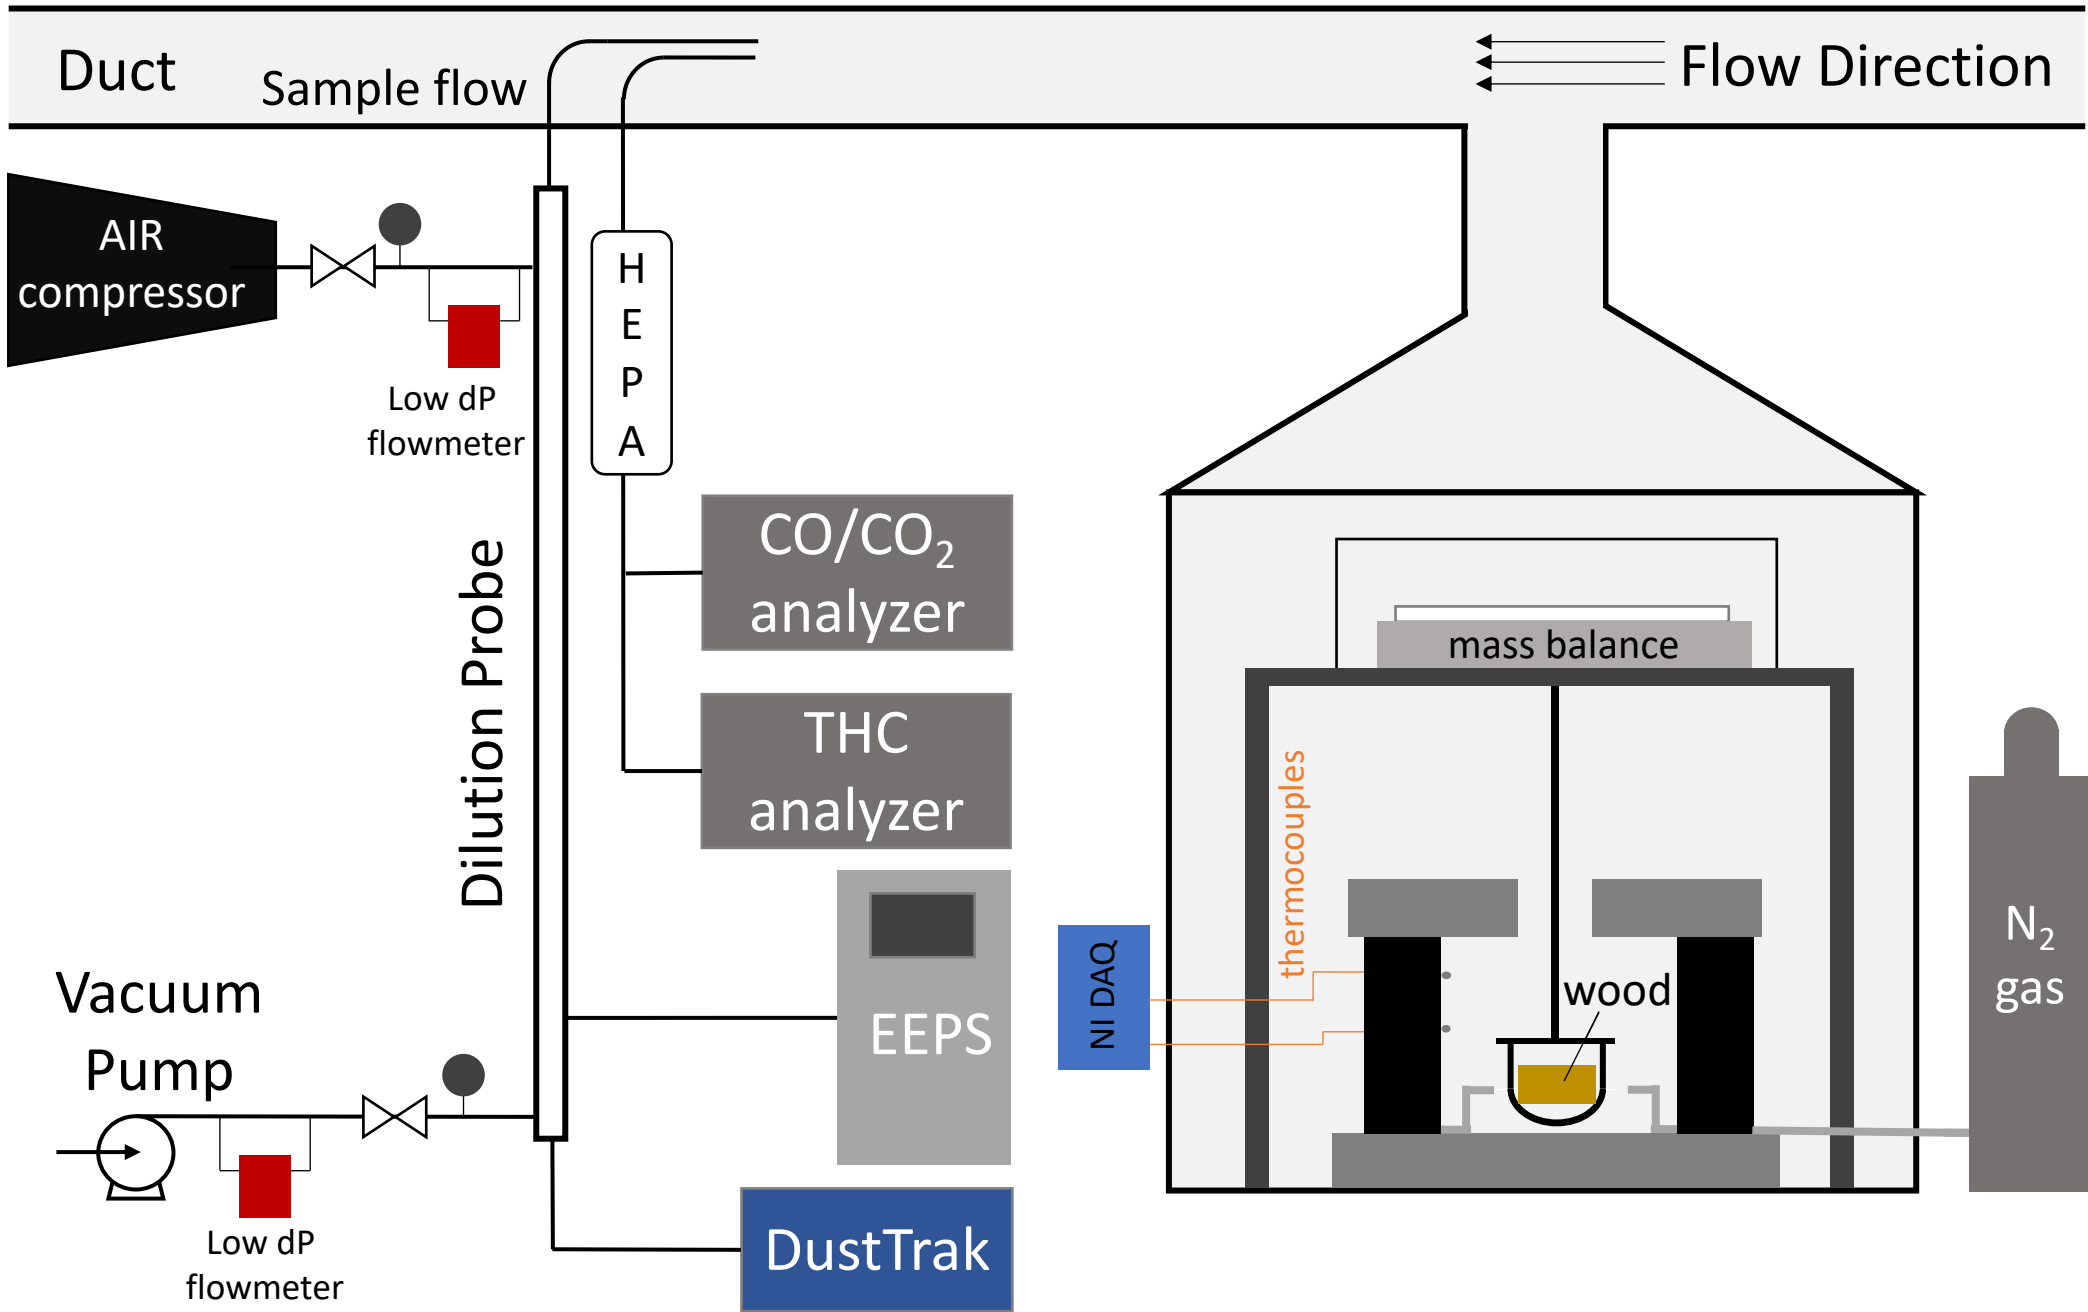 Duct
Sample flow
Flow Direction
AIR
compressor
Low dP
flowmeter
H
E
P
A
Dilution Probe
CO/CO₂
analyzer
THC
analyzer
EEPS
DustTrak
Vacuum
Pump
Low dP
flowmeter
mass balance
thermocouples
NI DAQ
wood
N₂
gas